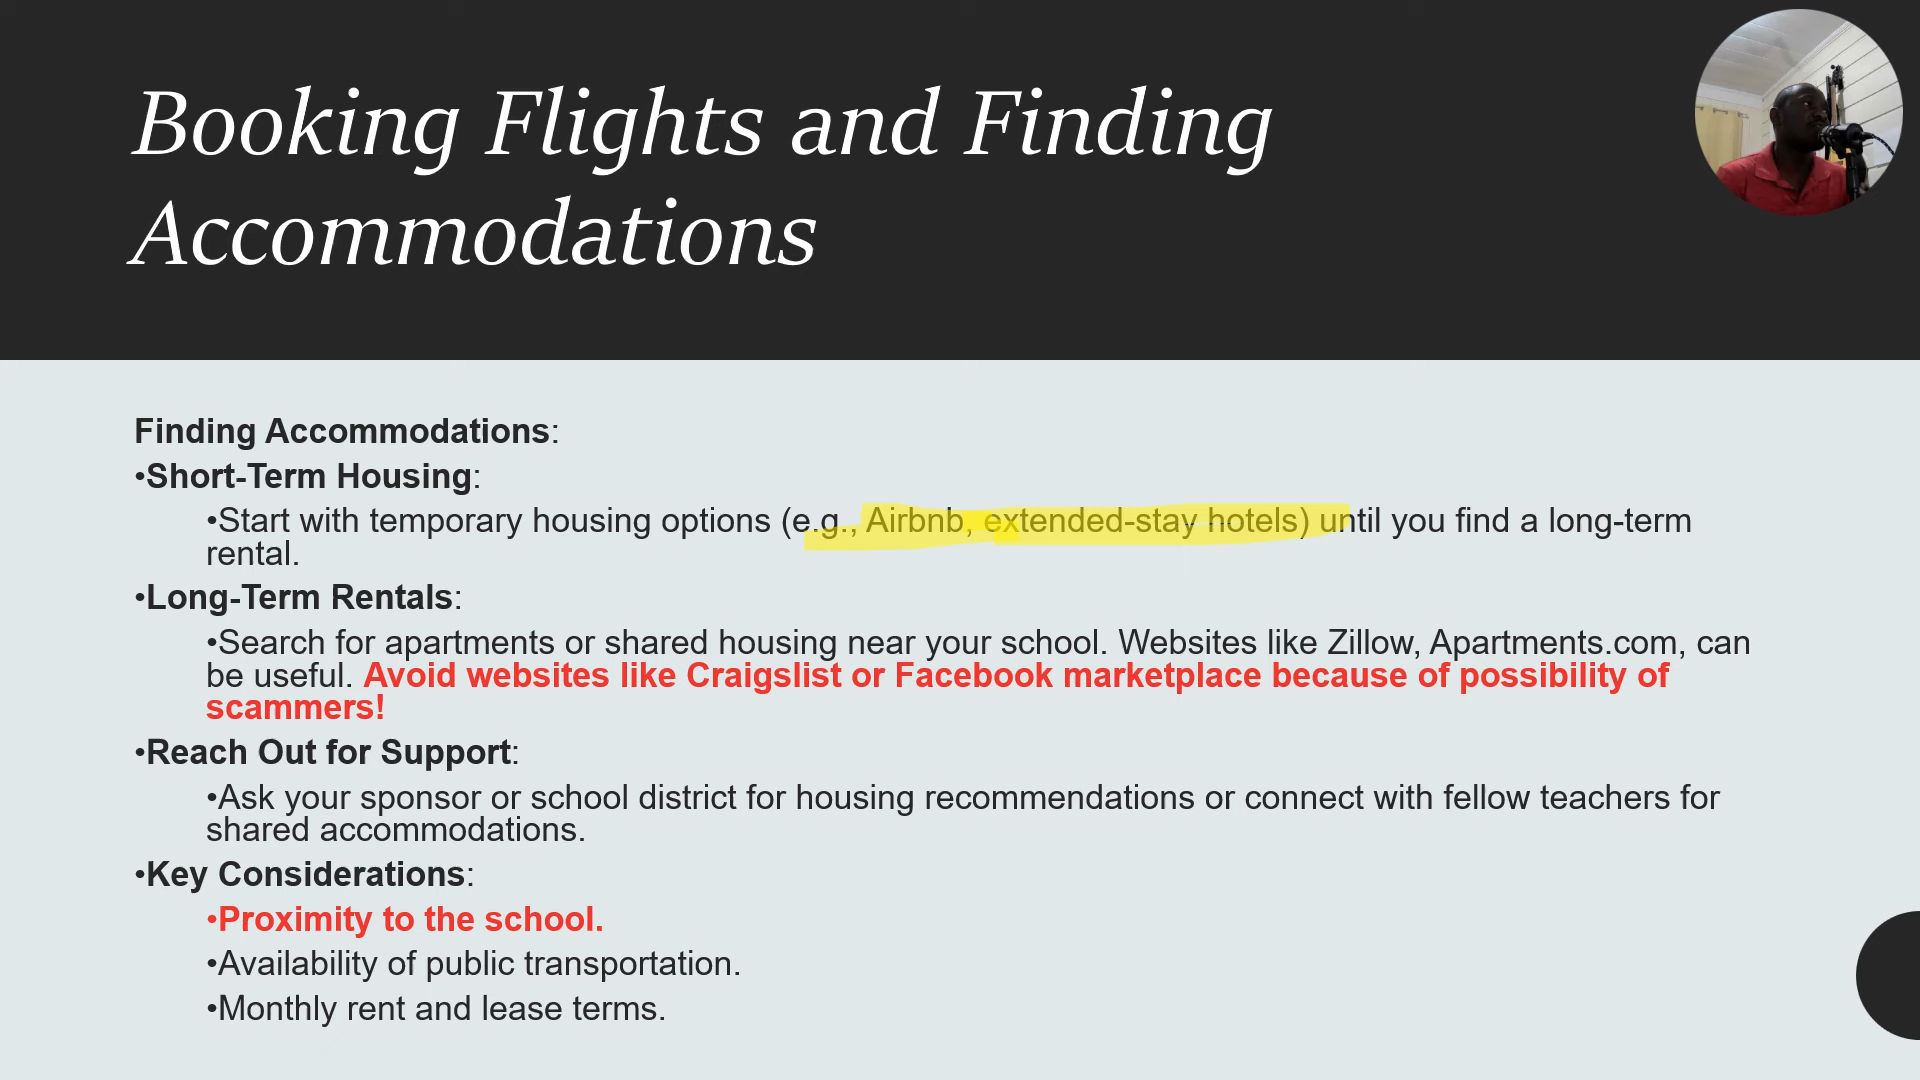 Booking Flights and Finding
Accommodations
Finding Accommodations:
•Short-Term Housing:
•Start with temporary housing options (e.g., Airbnb, extended-stay hotels) until you find a long-term
rental.
•Long-Term Rentals:
•Search for apartments or shared housing near your school. Websites like Zillow, Apartments.com, can
be useful. Avoid websites like Craigslist or Facebook marketplace because of possibility of
scammers!
•Reach Out for Support:
•Ask your sponsor or school district for housing recommendations or connect with fellow teachers for
shared accommodations.
•Key Considerations:
•Proximity to the school.
•Availability of public transportation.
•Monthly rent and lease terms.